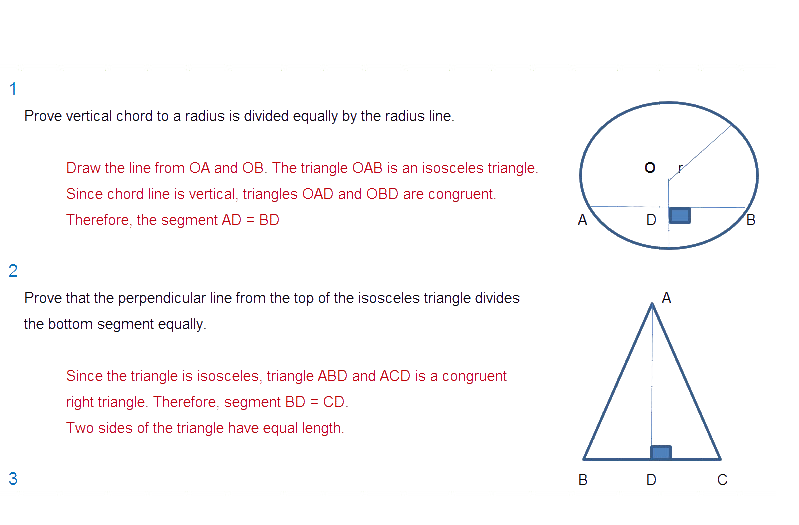 1
Prove vertical chord to a radius is divided equally by the radius line.
Draw the line from OA and OB. The triangle OAB is an isosceles triangle.
Since chord line is vertical, triangles OAD and OBD are congruent.
Therefore, the segment AD = BD
O r
A D B
2
Prove that the perpendicular line from the top of the isosceles triangle divides
the bottom segment equally.
Since the triangle is isosceles, triangle ABD and ACD is a congruent
right triangle. Therefore, segment BD = CD.
Two sides of the triangle have equal length.
A
B D C
3